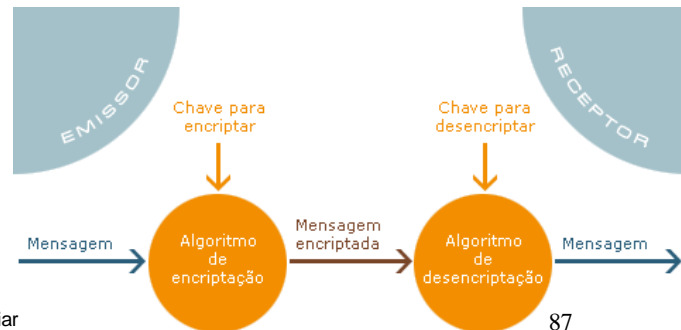 EMISSOR
RECEPTOR
Chave para
encriptar
Chave para
desencriptar
Mensagem
Algoritmo
de
encriptação
Mensagem
encriptada
Algoritmo
de
desencriptação
Mensagem
iar
87